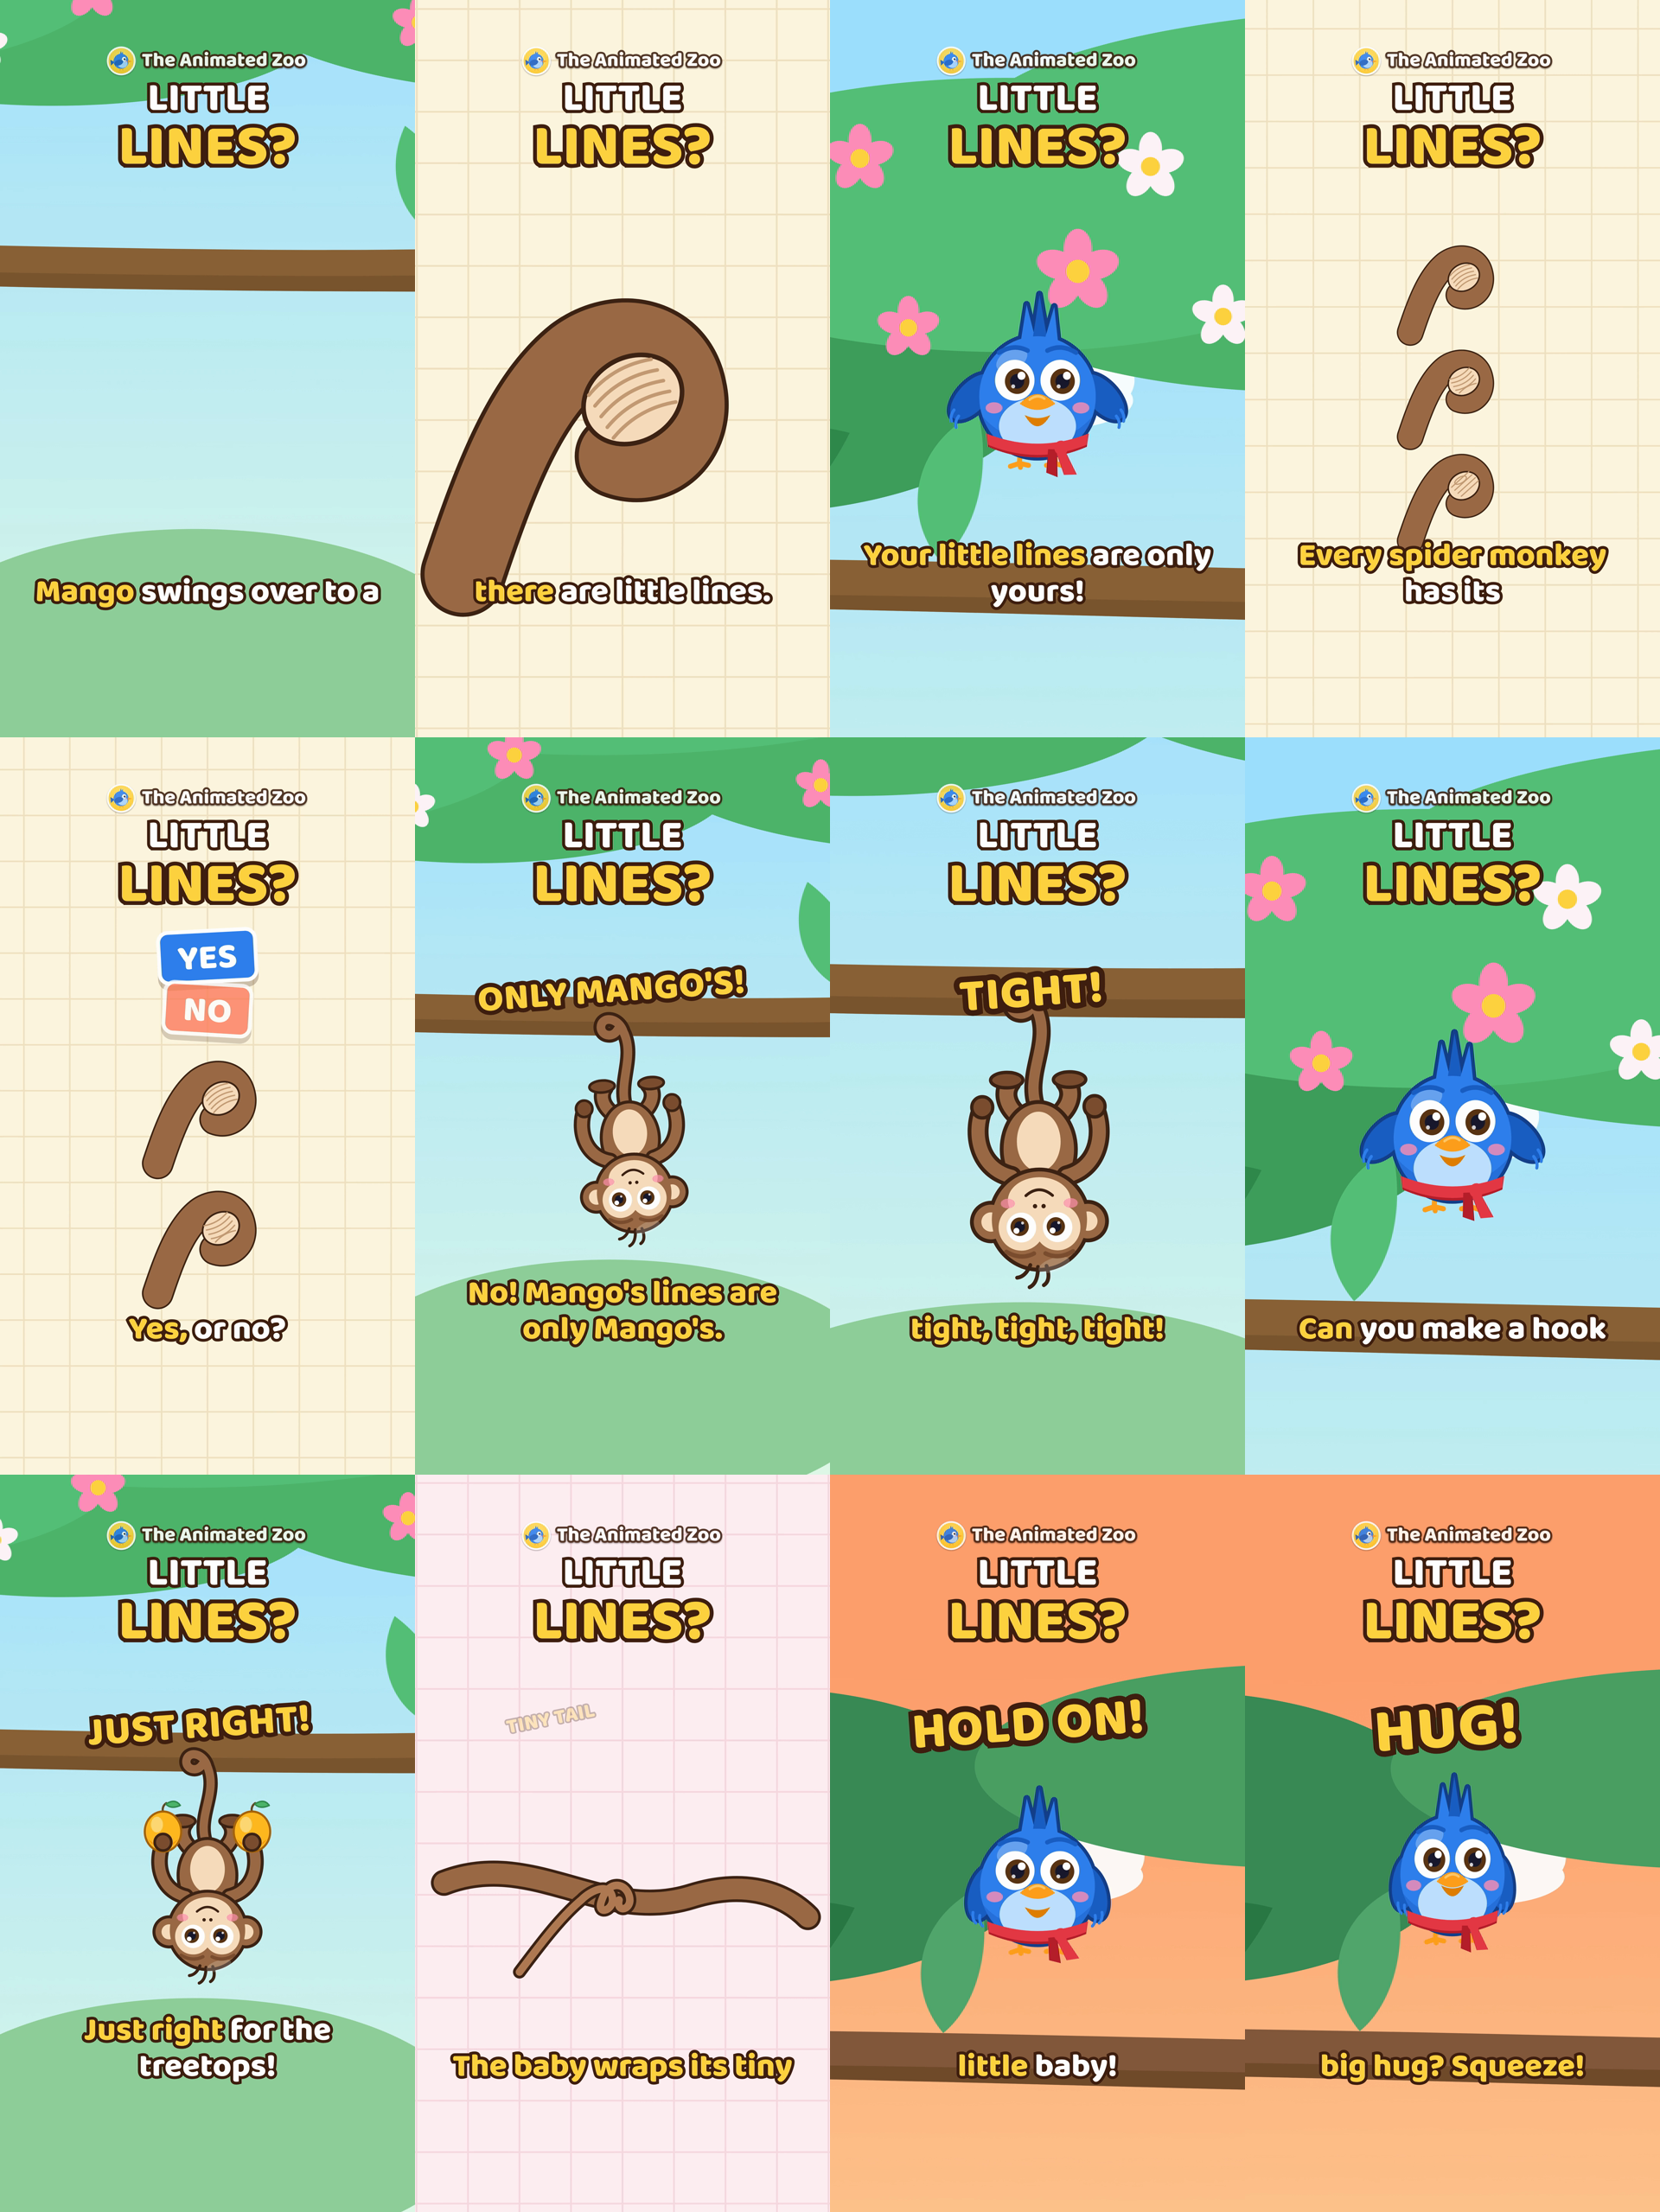 The Animated Zoo
LITTLE
LINES?
Mango swings over to a
The Animated Zoo
LITTLE
LINES?
there are little lines.
The Animated Zoo
LITTLE
LINES?
Your little lines are only
yours!
The Animated Zoo
LITTLE
LINES?
Every spider monkey
has its
The Animated Zoo
LITTLE
LINES?
YES
NO
Yes, or no?
The Animated Zoo
LITTLE
LINES?
ONLY MANGO'S!
No! Mango's lines are
only Mango's.
The Animated Zoo
LITTLE
LINES?
TIGHT!
tight, tight, tight!
The Animated Zoo
LITTLE
LINES?
Can you make a hook
The Animated Zoo
LITTLE
LINES?
JUST RIGHT!
Just right for the
treetops!
The Animated Zoo
LITTLE
LINES?
TINY TAIL
The baby wraps its tiny
The Animated Zoo
LITTLE
LINES?
HOLD ON!
little baby!
The Animated Zoo
LITTLE
LINES?
HUG!
big hug? Squeeze!